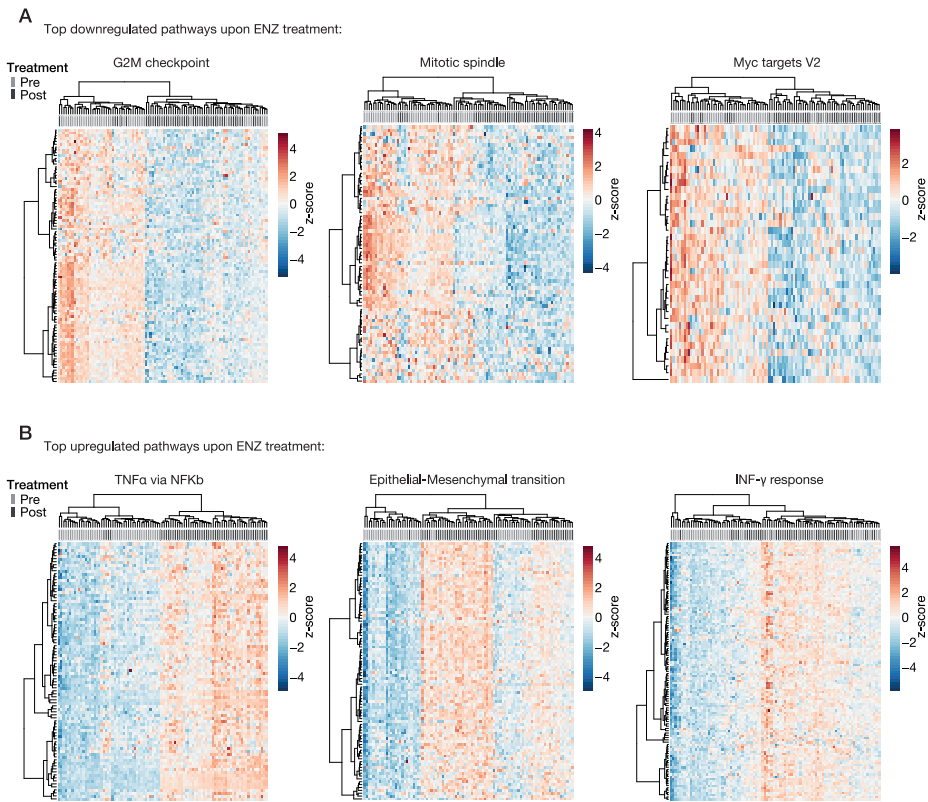 A
Top downregulated pathways upon ENZ treatment:
Treatment
Pre
Post
G2M checkpoint
4
2
0
−2
−4
z-score
Mitotic spindle
4
2
0
−2
−4
z-score
Myc targets V2
2
0
−2
z-score
B
Top upregulated pathways upon ENZ treatment:
Treatment
Pre
Post
TNFα via NFKb
4
2
0
−2
−4
z-score
Epithelial-Mesenchymal transition
4
2
0
−2
−4
z-score
INF-γ response
4
2
0
−2
−4
z-score